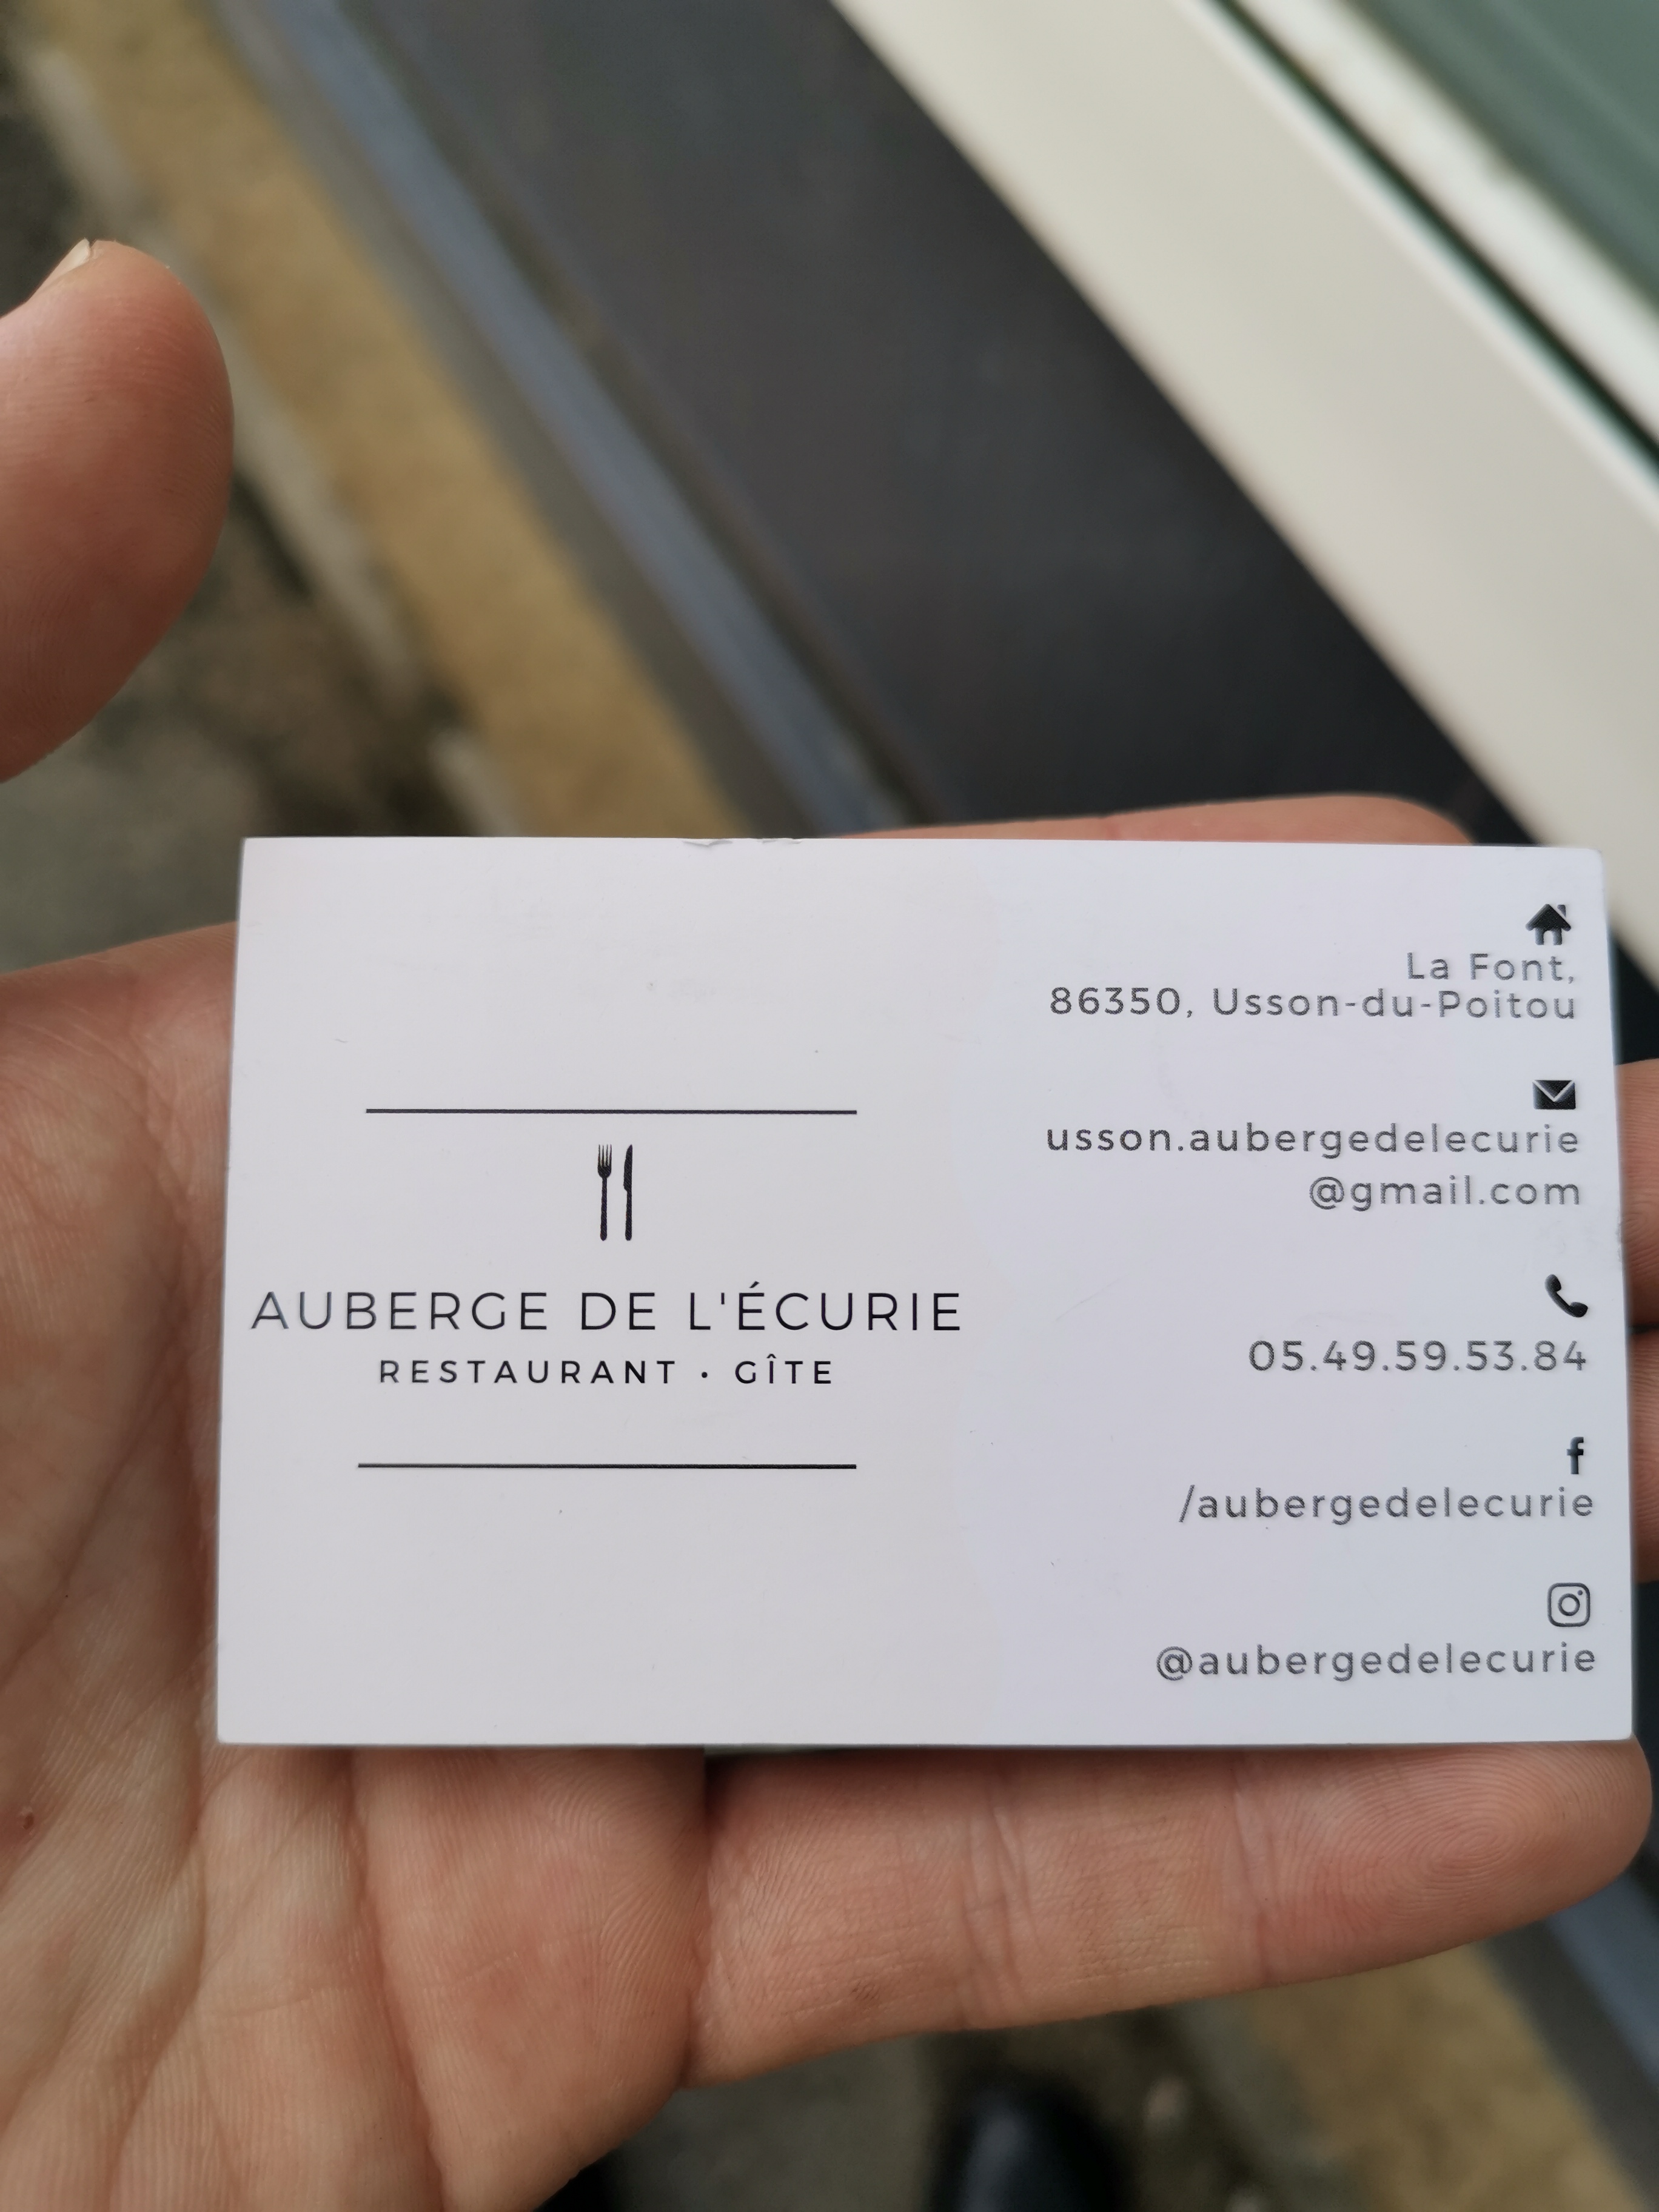 AUBERGE DE L'ÉCURIE
RESTAURANT · GÎTE
La Font,
86350, Usson-du-Poitou
usson.aubergedelecurie
@gmail.com
05.49.59.53.84
f
/aubergedelecurie
@aubergedelecurie